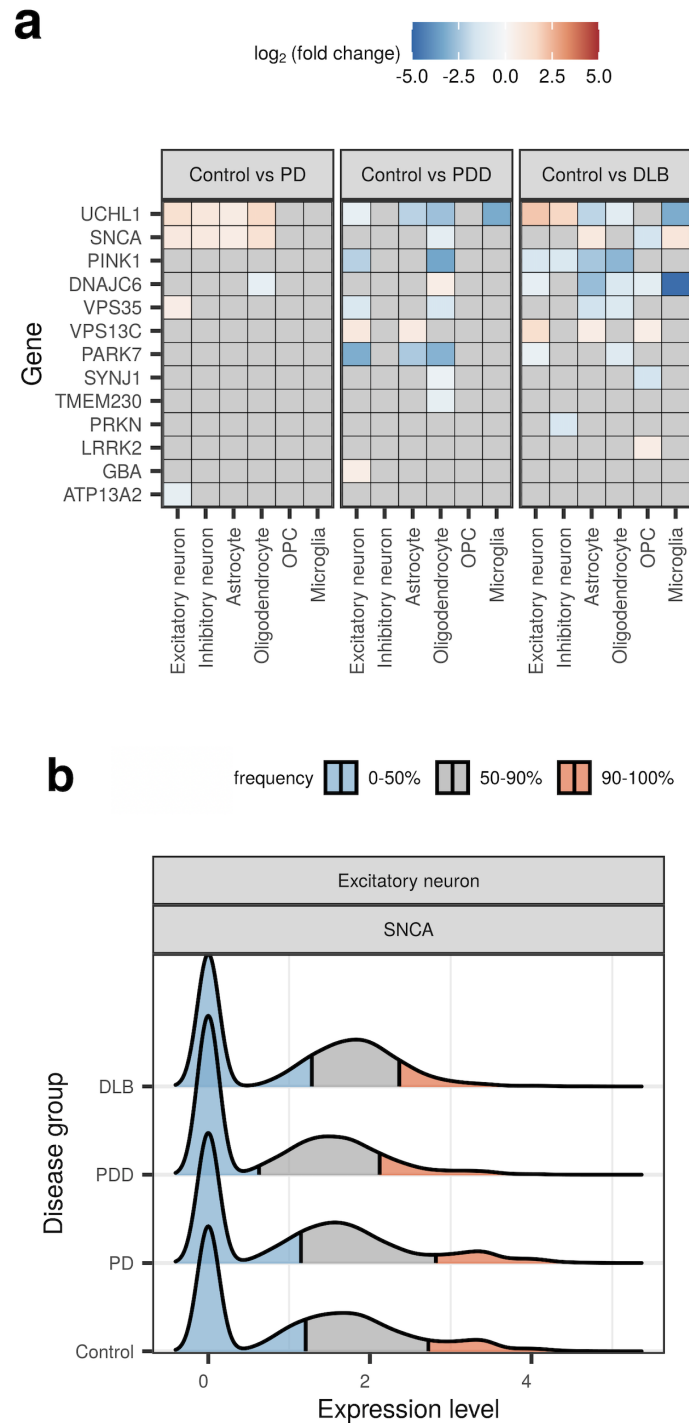 a
log₂ (fold change)
-5.0 -2.5 0.0 2.5 5.0
Control vs PD Control vs PDD Control vs DLB
Gene
UCHL1
SNCA
PINK1
DNAJC6
VPS35
VPS13C
PARK7
SYNJ1
TMEM230
PRKN
LRRK2
GBA
ATP13A2
Excitatory neuron
Inhibitory neuron
Astrocyte
Oligodendrocyte
OPC
Microglia
Excitatory neuron
Inhibitory neuron
Astrocyte
Oligodendrocyte
OPC
Microglia
Excitatory neuron
Inhibitory neuron
Astrocyte
Oligodendrocyte
OPC
Microglia
b
frequency 0-50% 50-90% 90-100%
Excitatory neuron
SNCA
Disease group
DLB
PDD
PD
Control
0 2 4
Expression level